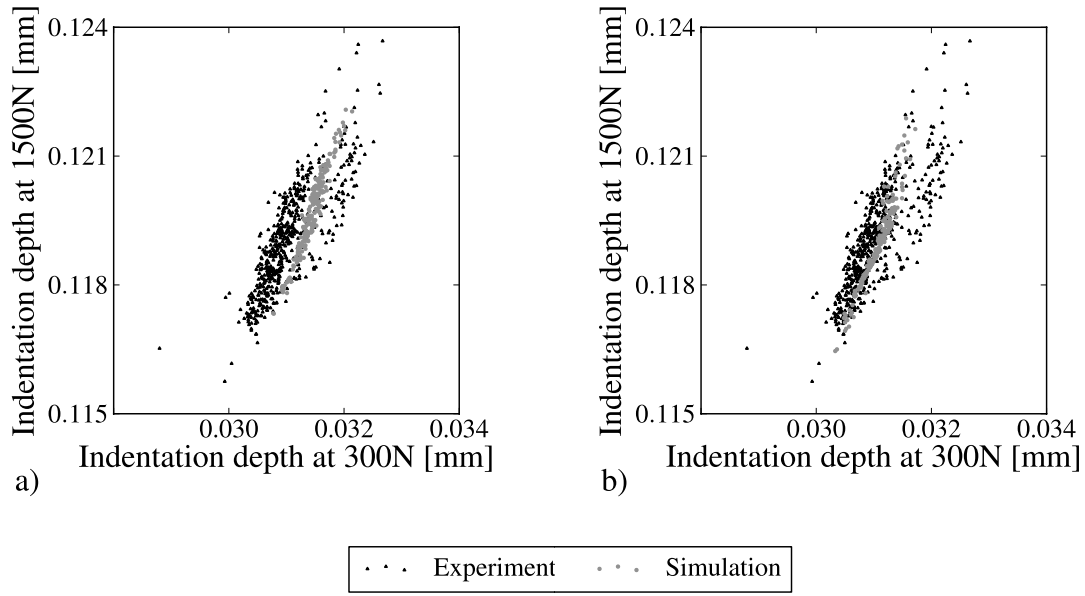 0.124
0.121
0.118
0.115
0.030 0.032 0.034
Indentation depth at 1500N [mm]
Indentation depth at 300N [mm]
a)
0.124
0.121
0.118
0.115
0.030 0.032 0.034
Indentation depth at 1500N [mm]
Indentation depth at 300N [mm]
b)
Experiment Simulation